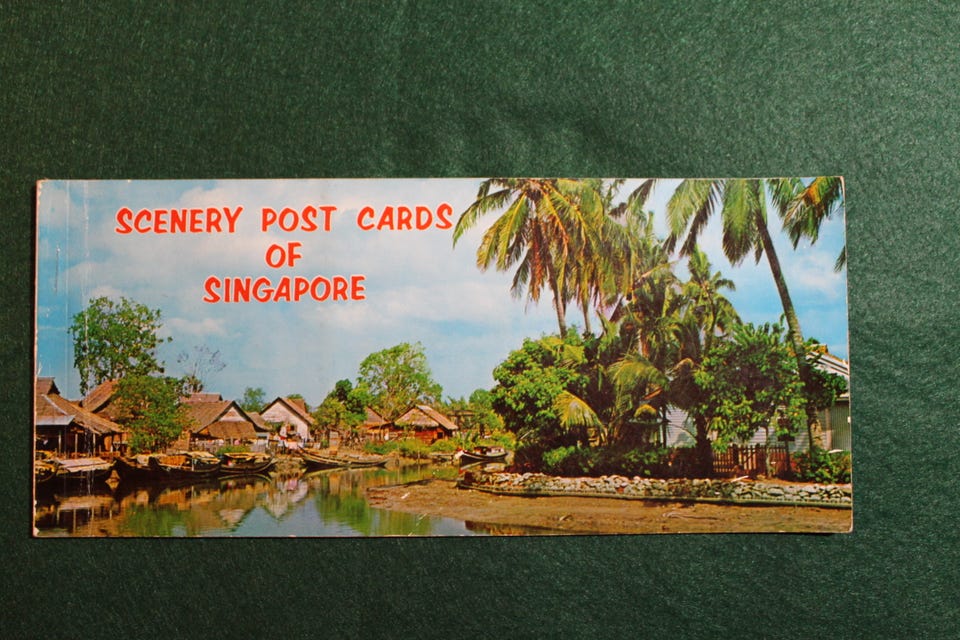 SCENERY POST CARDS
OF
SINGAPORE